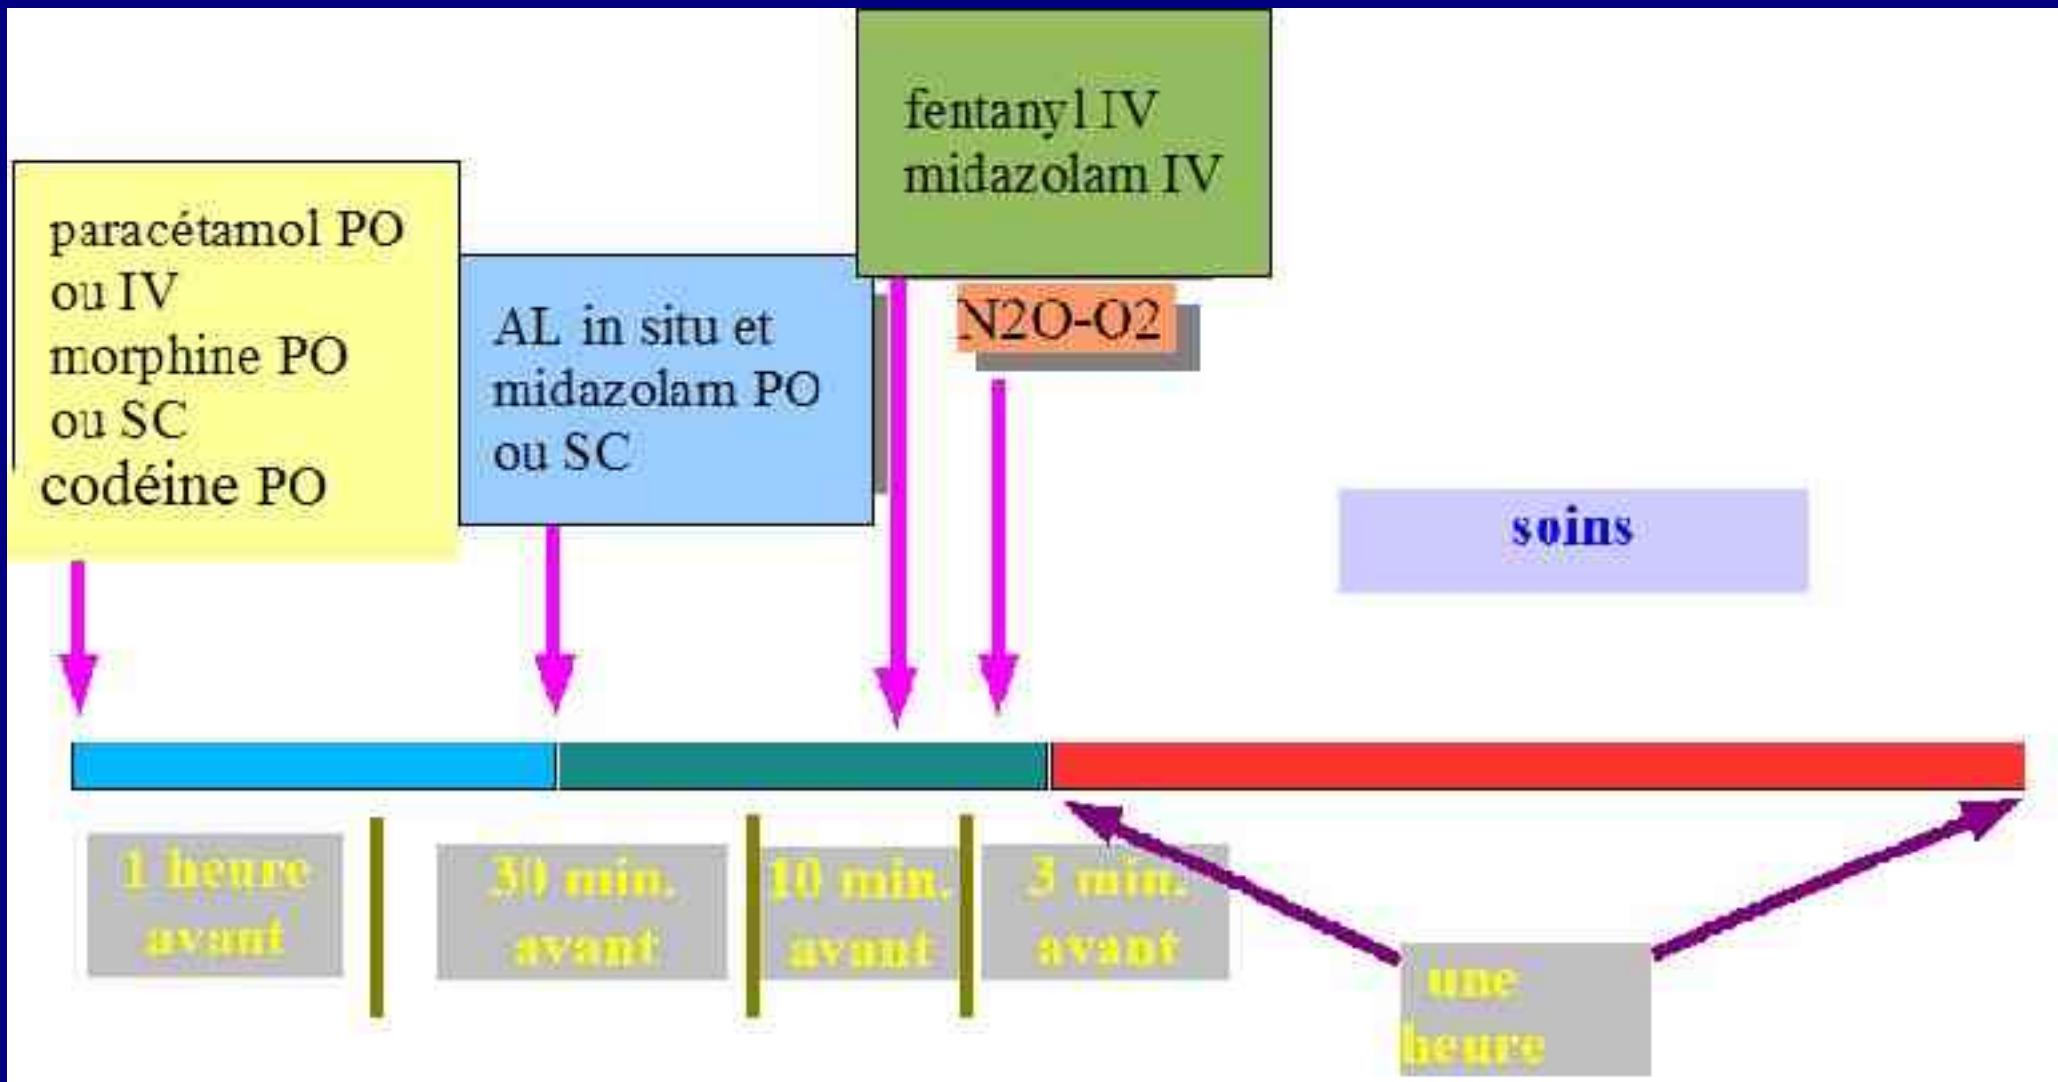 fentanyl IV
midazolam IV
paracétamol PO
ou IV
morphine PO
ou SC
codéine PO
AL in situ et
midazolam PO
ou SC
N2O-O2
soins
1 heure
avant
30 min.
avant
10 min.
avant
3 min.
avant
une
heure